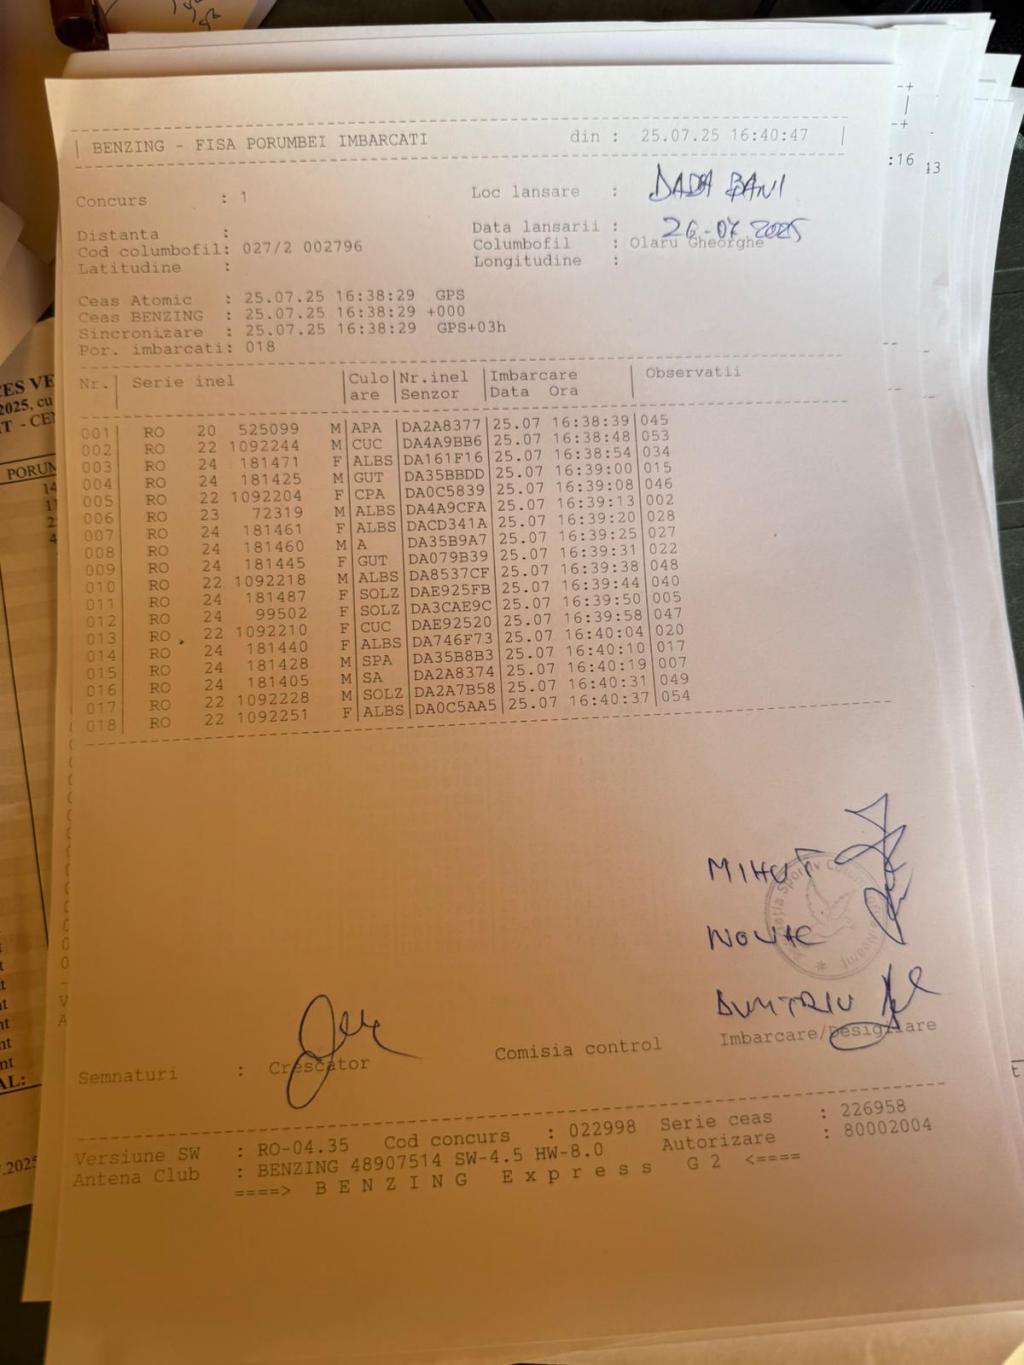 BENZING - FISA PORUMBEI IMBARCATI din : 25.07.25 16:40:47
Concurs : 1 Loc lansare : DADA BANI
Distanta : Data lansarii : 26-07 2025
Cod columbofil: 027/2 002796 Columbofil : Olaru Gheorghe
Latitudine : Longitudine :
Ceas Atomic : 25.07.25 16:38:29 GPS
Ceas BENZING : 25.07.25 16:38:29 +000
Sincronizare : 25.07.25 16:38:29 GPS+03h
Por. imbarcati: 018
Nr.| Serie inel |Culo|Nr.inel |Imbarcare | Observatii
|are |Senzor |Data Ora |
001| RO 20 525099 M|APA |DA2A8377|25.07 16:38:39|045
002| RO 22 1092244 M|CUC |DA4A9BB6|25.07 16:38:48|053
003| RO 24 181471 F|ALBS|DA161F16|25.07 16:38:54|034
004| RO 24 181425 M|GUT |DA35BBDD|25.07 16:39:00|015
005| RO 22 1092204 F|CPA |DA0C5839|25.07 16:39:08|046
006| RO 23 72319 M|ALBS|DA4A9CFA|25.07 16:39:13|002
007| RO 24 181461 F|ALBS|DACD341A|25.07 16:39:20|028
008| RO 24 181460 M|A |DA35B9A7|25.07 16:39:25|027
009| RO 24 181445 F|GUT |DA079B39|25.07 16:39:31|022
010| RO 22 1092218 M|ALBS|DA8537CF|25.07 16:39:38|048
011| RO 24 181487 F|SOLZ|DAE925FB|25.07 16:39:44|040
012| RO 24 99502 F|SOLZ|DA3CAE9C|25.07 16:39:50|005
013| RO 22 1092210 F|CUC |DAE92520|25.07 16:39:58|047
014| RO 24 181440 F|ALBS|DA746F73|25.07 16:40:04|020
015| RO 24 181428 M|SPA |DA35B8B3|25.07 16:40:10|017
016| RO 24 181405 M|SA |DA2A8374|25.07 16:40:19|007
017| RO 22 1092228 M|SOLZ|DA2A7B58|25.07 16:40:31|049
018| RO 22 1092251 F|ALBS|DA0C5AA5|25.07 16:40:37|054
MIHUȚ
NOVAC
DUMITRIU
Semnaturi : Crescator Comisia control Imbarcare/Desigilare
Versiune SW : RO-04.35 Cod concurs : 022998 Serie ceas : 226958
Antena Club : BENZING 48907514 SW-4.5 HW-8.0 Autorizare : 80002004
====> B E N Z I N G E x p r e s s G 2 <====